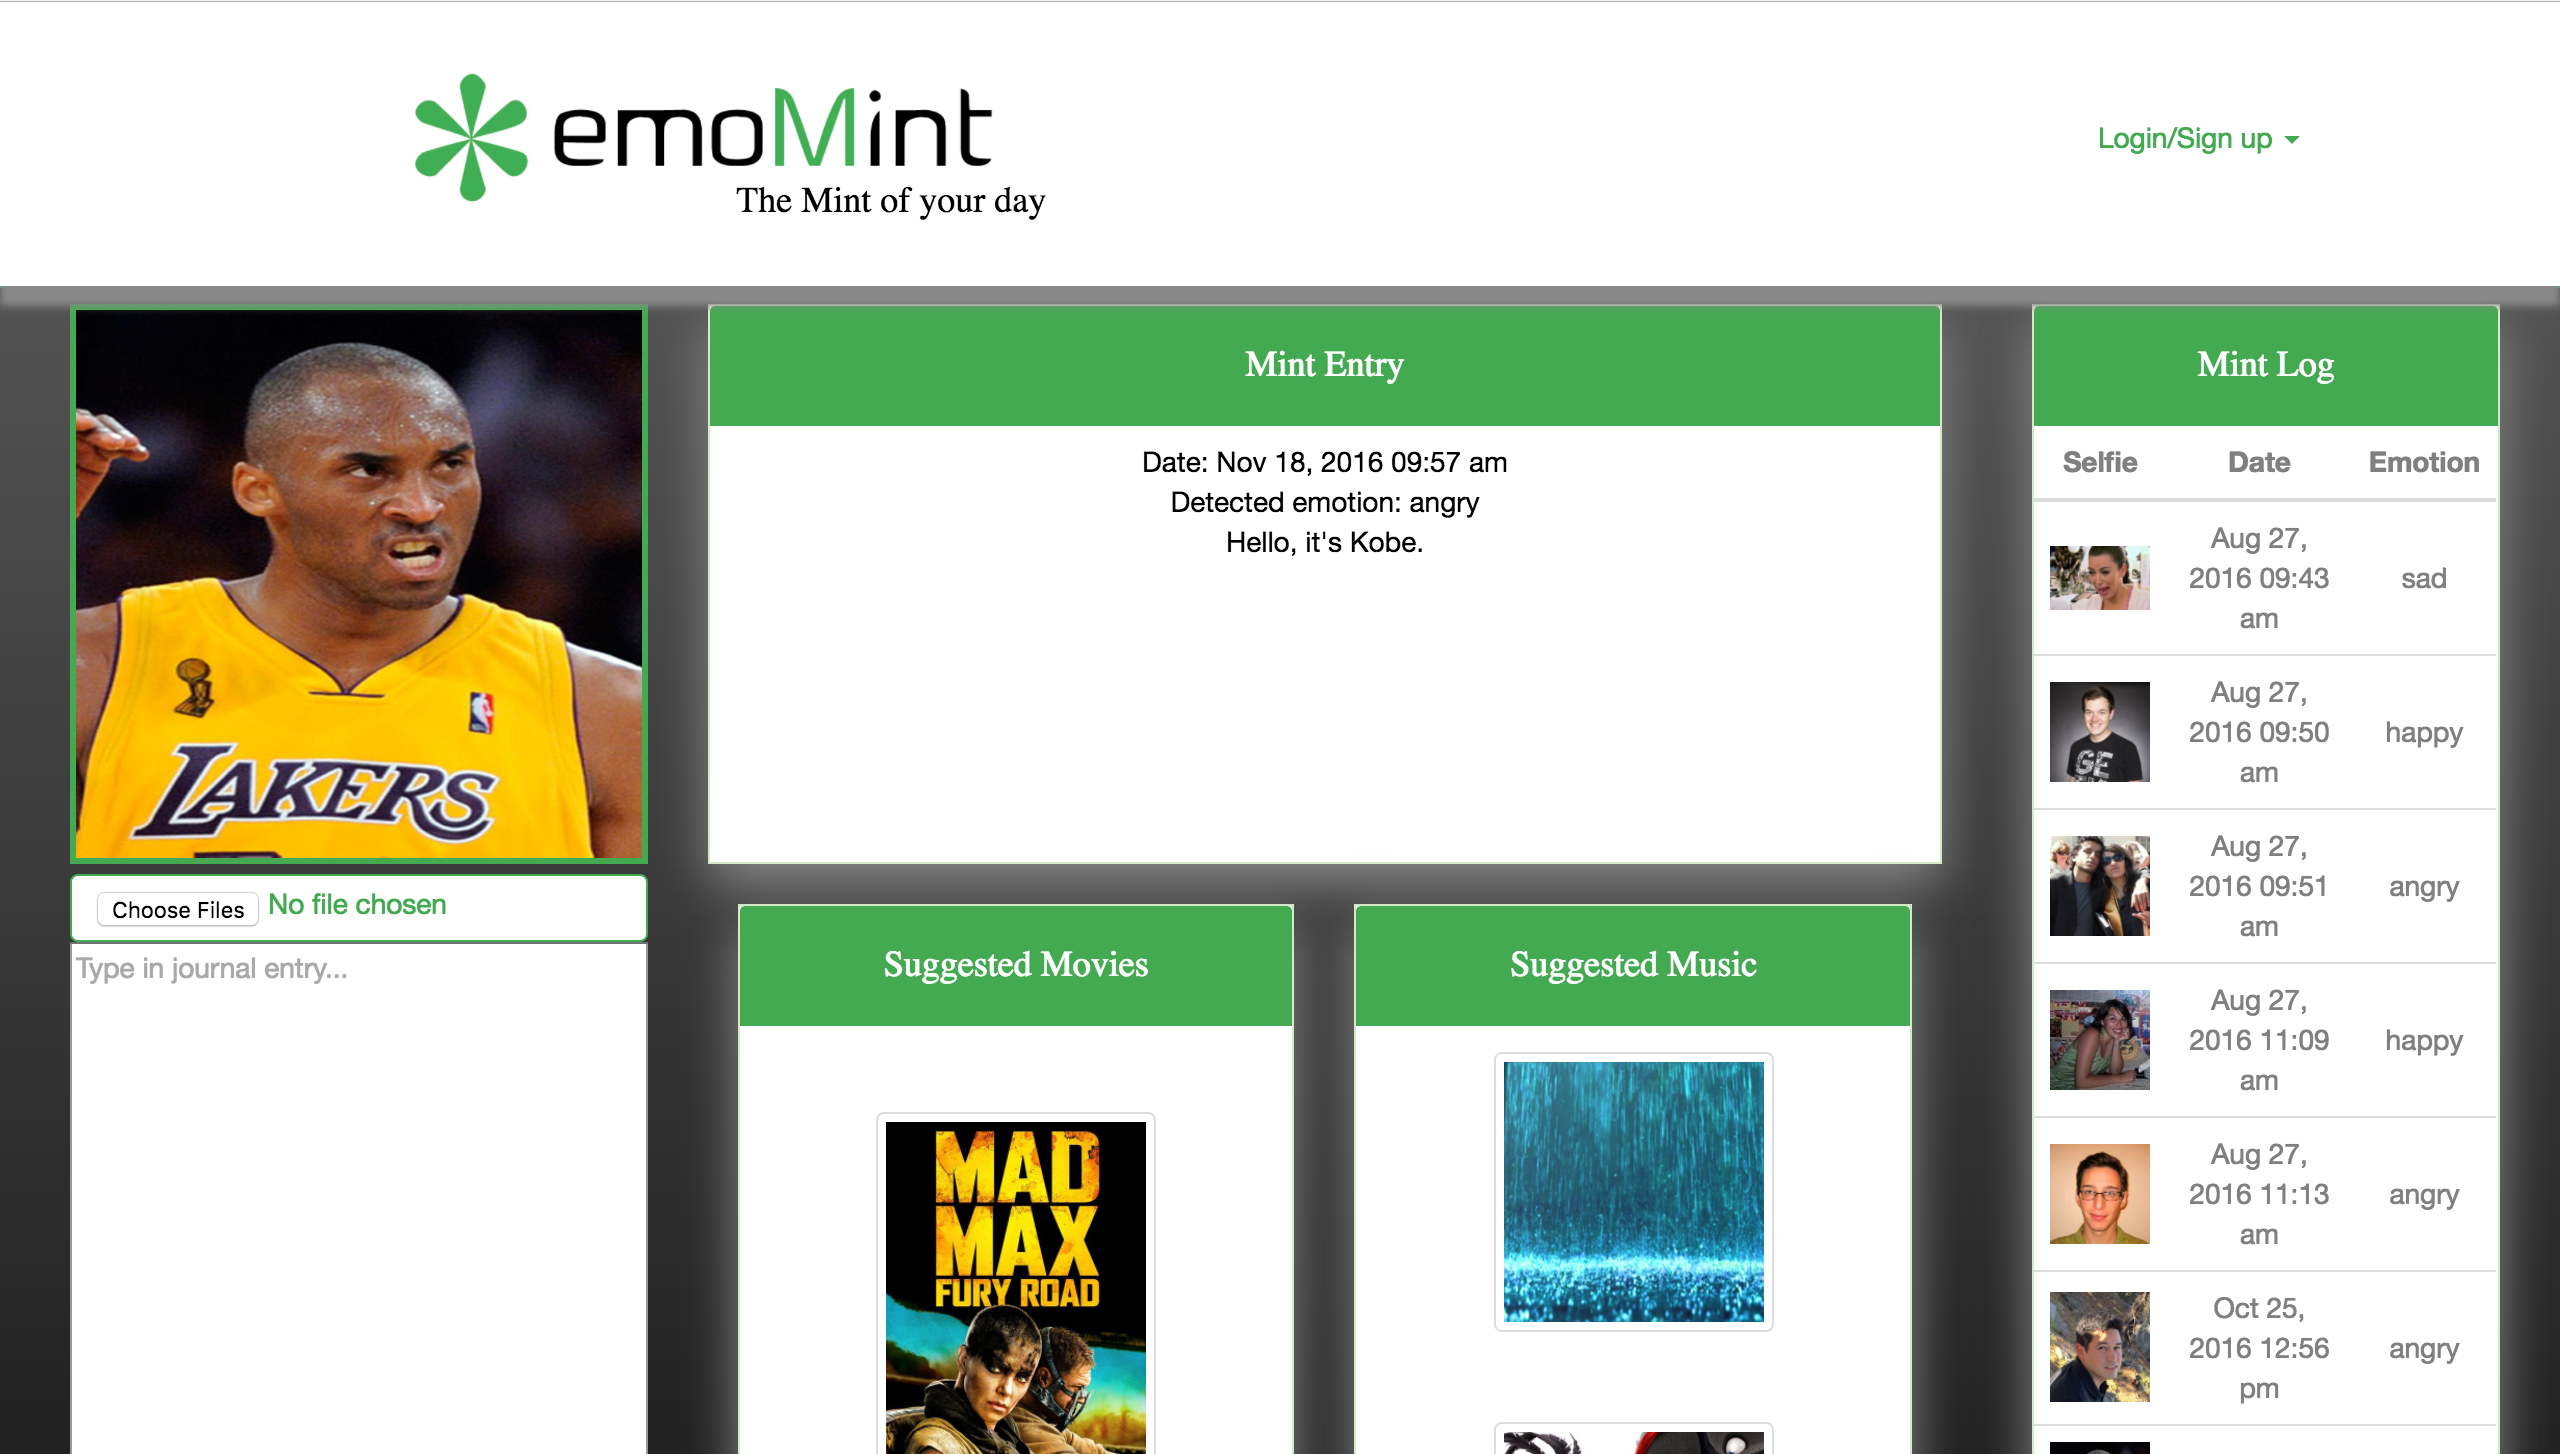 emoMint
The Mint of your day
Login/Sign up
LAKERS
Choose Files No file chosen
Type in journal entry...
Mint Entry
Date: Nov 18, 2016 09:57 am
Detected emotion: angry
Hello, it's Kobe.
Suggested Movies
MAD
MAX
FURY ROAD
Suggested Music
Mint Log
Selfie Date Emotion
Aug 27,
2016 09:43 sad
am
Aug 27,
2016 09:50 happy
am
GE
Aug 27,
2016 09:51 angry
am
Aug 27,
2016 11:09 happy
am
Aug 27,
2016 11:13 angry
am
Oct 25,
2016 12:56 angry
pm